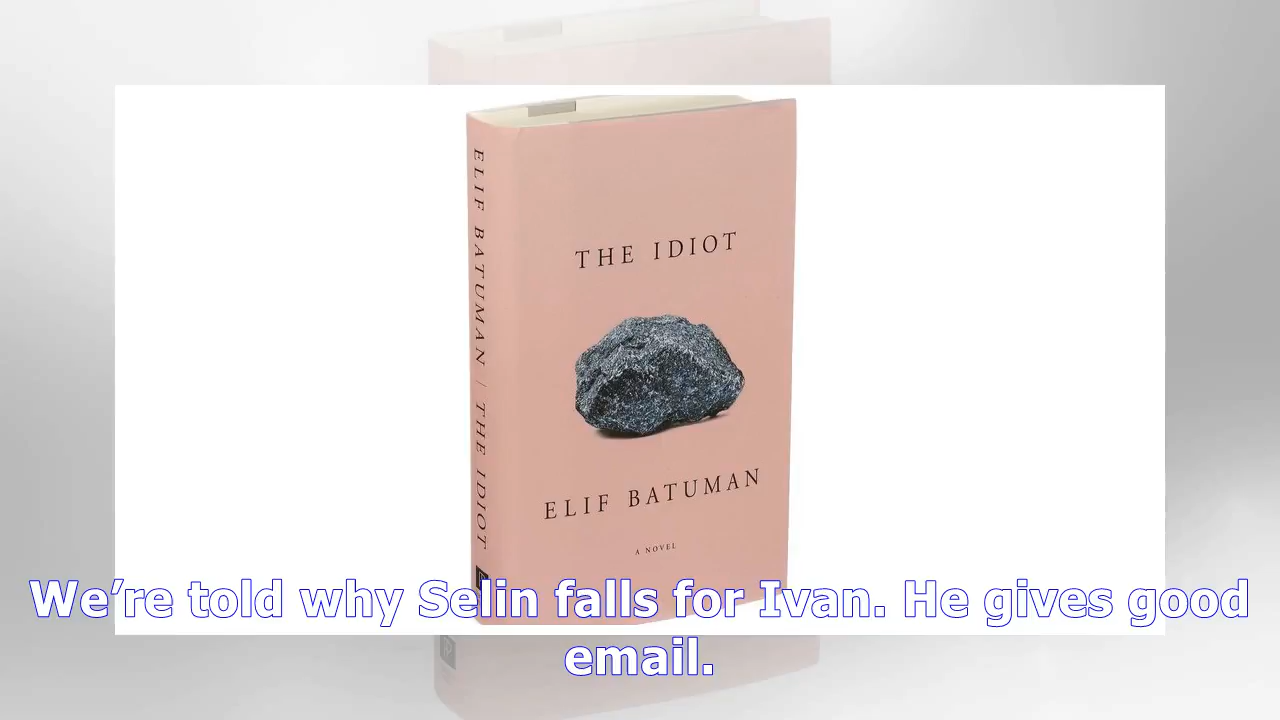 ELIF BATUMAN | THE IDIOT
THE IDIOT
ELIF BATUMAN
A NOVEL
We’re told why Selin falls for Ivan. He gives good
email.